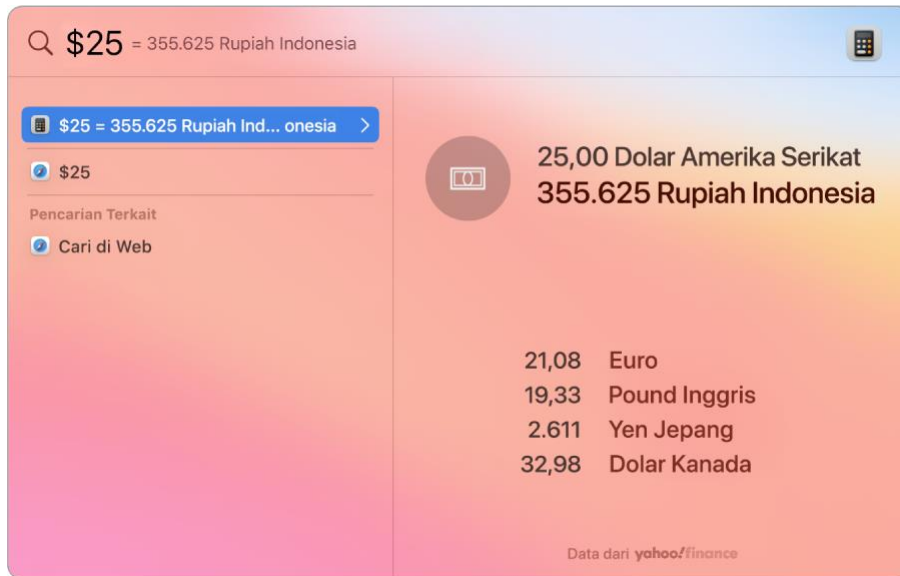 $25 = 355.625 Rupiah Indonesia
$25 = 355.625 Rupiah Ind... onesia
$25
Pencarian Terkait
Cari di Web
25,00 Dolar Amerika Serikat
355.625 Rupiah Indonesia
21,08 Euro
19,33 Pound Inggris
2.611 Yen Jepang
32,98 Dolar Kanada
Data dari yahoo!finance